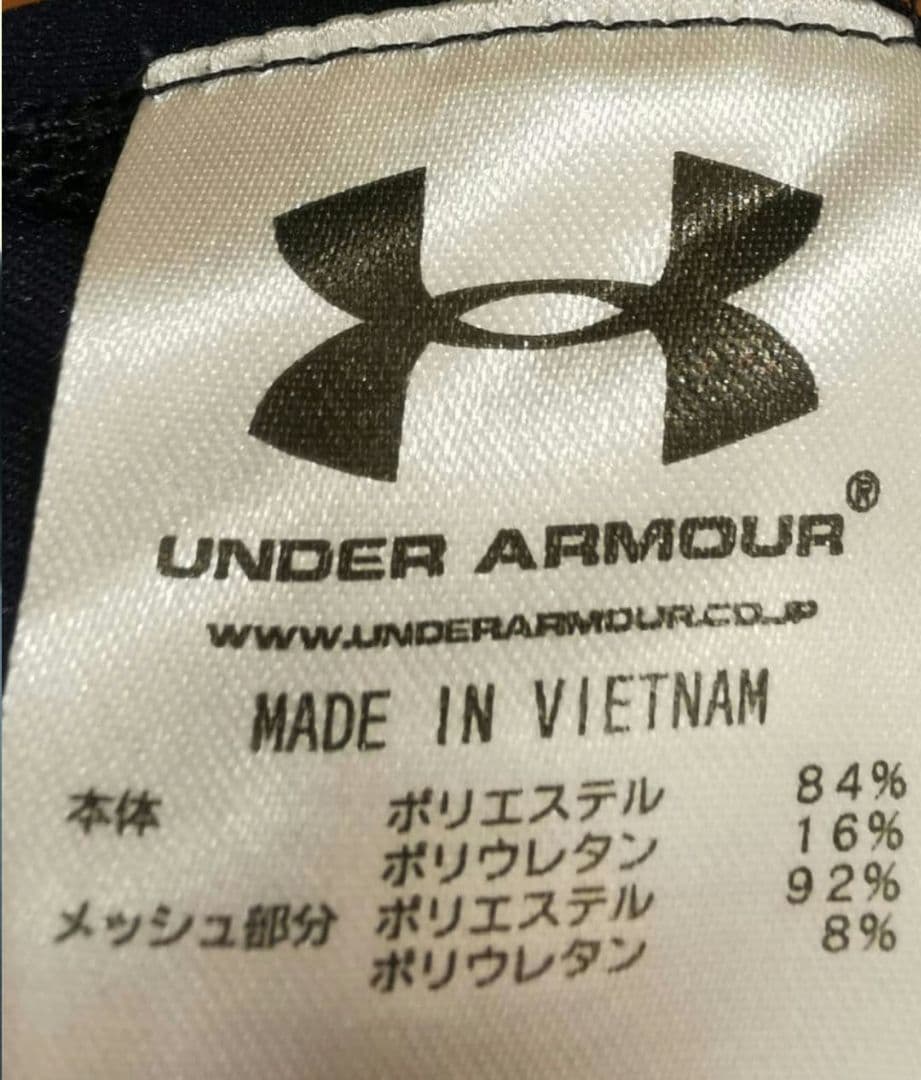 UNDER ARMOUR®
WWW.UNDERARMOUR.CO.JP
MADE IN VIETNAM
本体 ポリエステル 84%
ポリウレタン 16%
メッシュ部分 ポリエステル 92%
ポリウレタン 8%